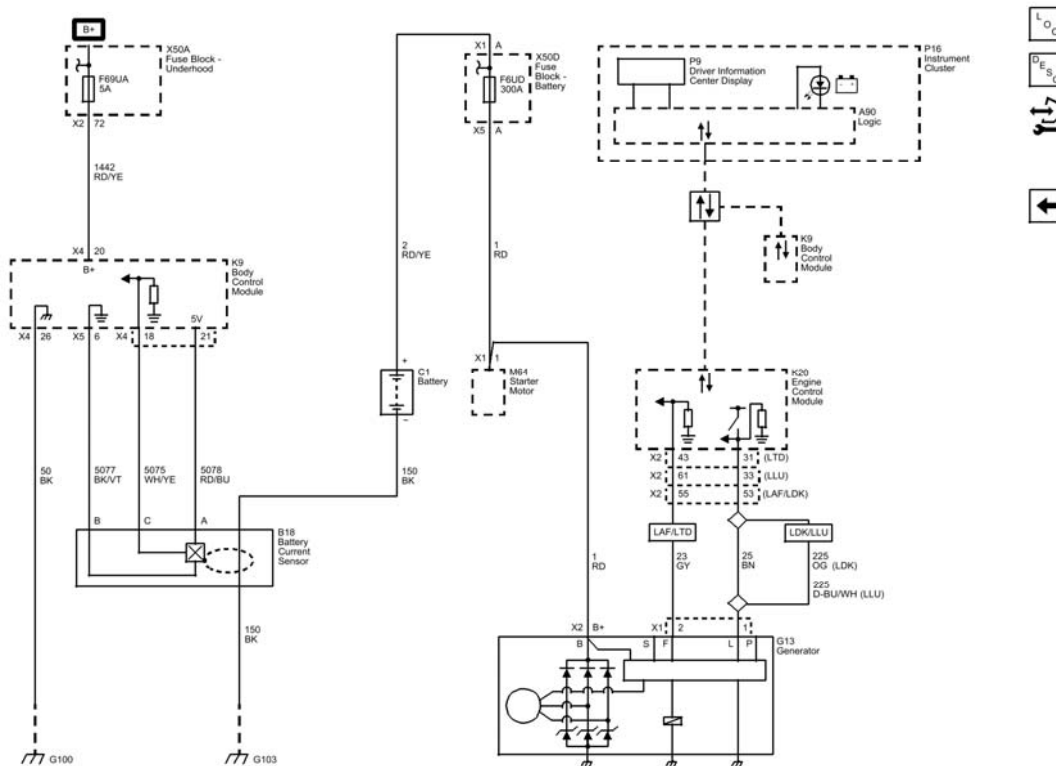 B+
X50A
Fuse Block -
Underhood
F69UA
5A
X2 72
1442
RD/YE
X4 20
B+
K9
Body
Control
Module
5V
X4 26 X5 6 X4 18 21
50
BK
5077
BK/VT
5075
WH/YE
5078
RD/BU
B C A
B18
Battery
Current
Sensor
150
BK
G100
G103
X1 A
X50D
Fuse
Block -
Battery
F6UD
300A
X5 A
2
RD/YE
1
RD
+
C1
Battery
-
150
BK
X1 1
M64
Starter
Motor
1
RD
P16
Instrument
Cluster
P9
Driver Information
Center Display
A90
Logic
K9
Body
Control
Module
K20
Engine
Control
Module
X2 43 31 (LTD)
X2 61 33 (LLU)
X2 55 53 (LAF/LDK)
LAF/LTD
LDK/LLU
23
GY
25
BN
225
OG (LDK)
225
D-BU/WH (LLU)
X2 B+ X1 2 1
B S F L P
G13
Generator